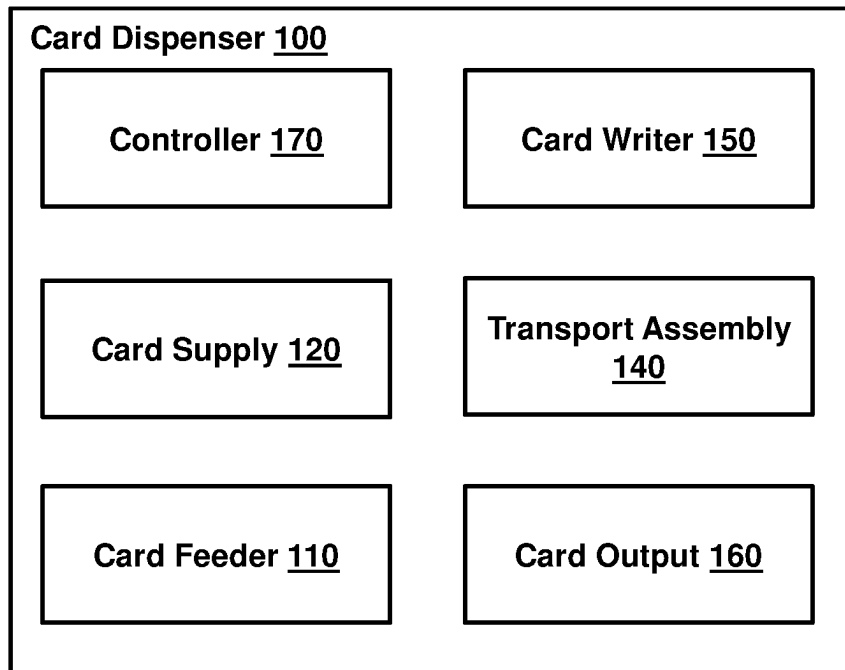 Card Dispenser 100
Controller 170
Card Writer 150
Card Supply 120
Transport Assembly
140
Card Feeder 110
Card Output 160